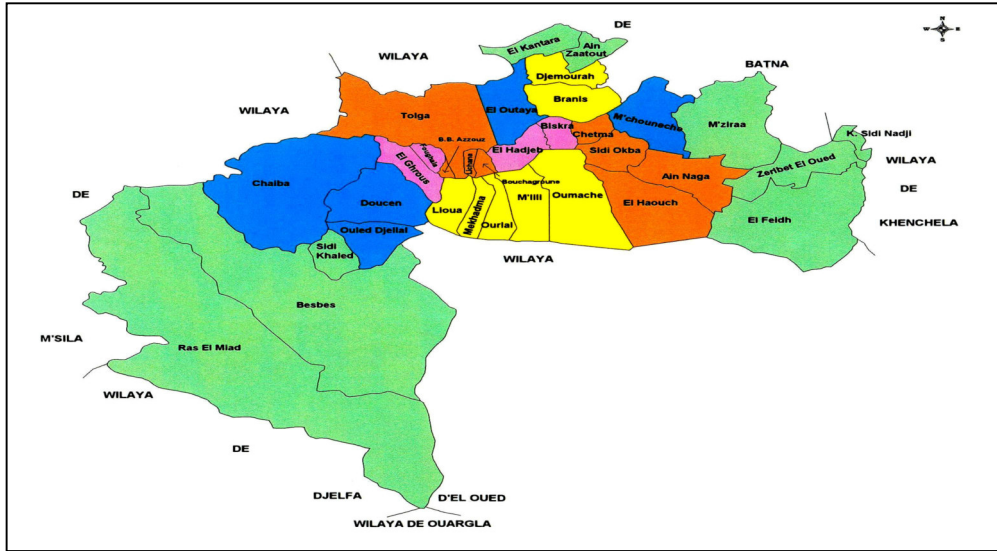 DE
N
W E
S
WILAYA
El Kantara
Ain
Zaatout
Djemourah
BATNA
WILAYA
Tolga
El Outaya
Branis
M'chouneche
M'ziraa
B.B. Azzouz
Biskra
Chetma
K. Sidi Nadji
Foughala
Lichana
El Hadjeb
Sidi Okba
Zeribet El Oued
WILAYA
El Ghrous
Bouchagroune
Ain Naga
DE
Chaiba
DE
Doucen
Lioua
Mekhadma
M'lili
Oumache
El Haouch
El Feidh
KHENCHELA
Ourlal
Ouled Djellal
Sidi
Khaled
WILAYA
Besbes
M'SILA
Ras El Miad
WILAYA
DE
DJELFA
D'EL OUED
WILAYA DE OUARGLA